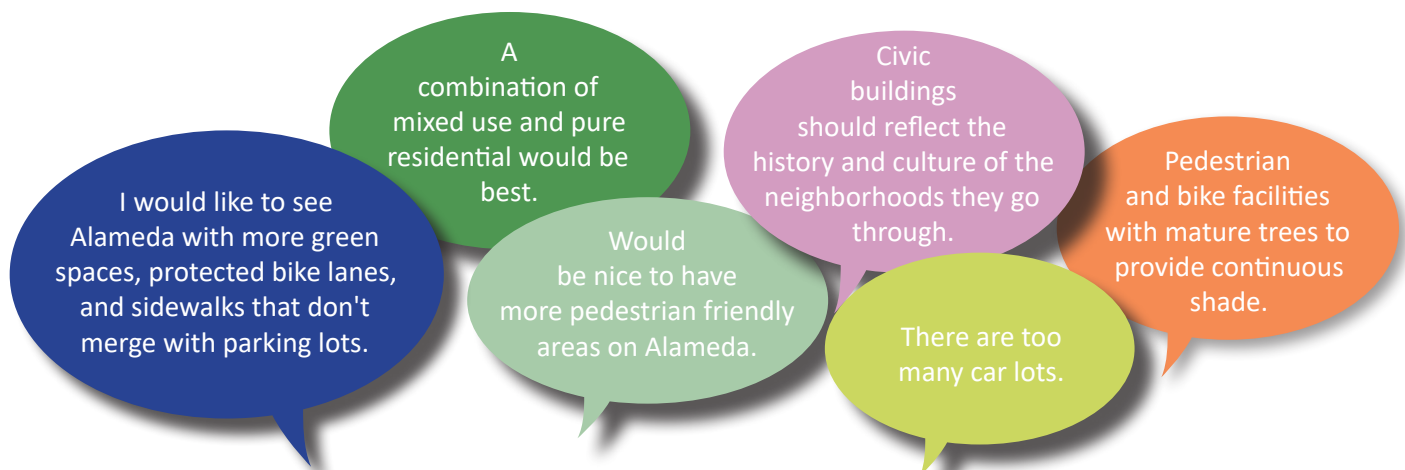 I would like to see
Alameda with more green
spaces, protected bike lanes,
and sidewalks that don't
merge with parking lots.
A
combination of
mixed use and pure
residential would be
best.
Would
be nice to have
more pedestrian friendly
areas on Alameda.
Civic
buildings
should reflect the
history and culture of the
neighborhoods they go
through.
There are too
many car lots.
Pedestrian
and bike facilities
with mature trees to
provide continuous
shade.